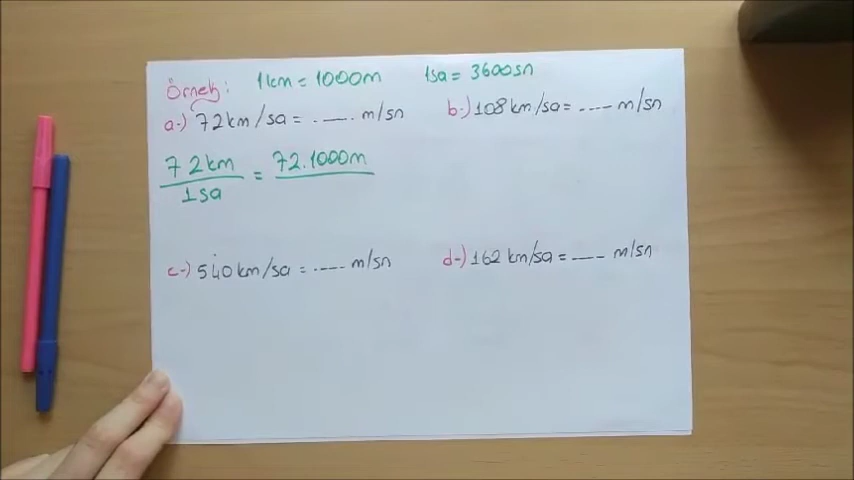 Örnek: 1km = 1000m 1sa = 3600sn
a-) 72km/sa = ..... m/sn
b-) 108 km/sa = ..... m/sn
72km / 1sa = 72.1000m
c-) 540 km/sa = ..... m/sn
d-) 162 km/sa = ..... m/sn